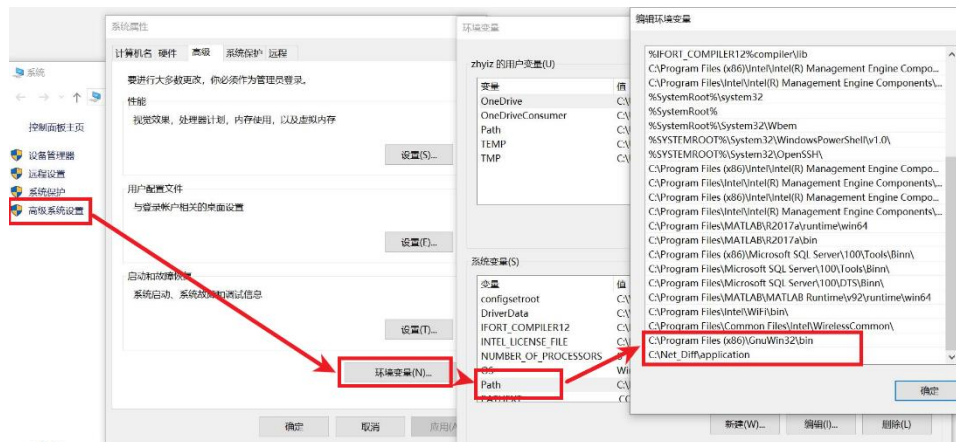 系统
控制面板主页
设备管理器
远程设置
系统保护
高级系统设置
系统属性
计算机名 硬件 高级 系统保护 远程
要进行大多数更改，你必须作为管理员登录。
性能
视觉效果，处理器计划，内存使用，以及虚拟内存
设置(S)...
用户配置文件
与登录帐户相关的桌面设置
设置(E)...
启动和故障恢复
系统启动、系统故障和调试信息
设置(T)...
环境变量(N)...
确定 取消 应用(A
环境变量
zhyiz 的用户变量(U)
变量 值
OneDrive C:\
OneDriveConsumer C:\
Path C:\
TEMP C:\
TMP C:\
系统变量(S)
变量 值
configsetroot C:\
DriverData C:\
IFORT_COMPILER12 C:\
INTEL_LICENSE_FILE C:\
NUMBER_OF_PROCESSORS
OS Wi
Path C:\
PATHEXT .CO
新建(W)... 编辑(I)... 删除(L)
编辑环境变量
%IFORT_COMPILER12%compiler\lib
C:\Program Files (x86)\Intel\Intel(R) Management Engine Compo...
C:\Program Files\Intel\Intel(R) Management Engine Components\...
%SystemRoot%\system32
%SystemRoot%
%SystemRoot%\System32\Wbem
%SYSTEMROOT%\System32\WindowsPowerShell\v1.0\
%SYSTEMROOT%\System32\OpenSSH\
C:\Program Files (x86)\Intel\Intel(R) Management Engine Compo...
C:\Program Files\Intel\Intel(R) Management Engine Components\...
C:\Program Files (x86)\Intel\Intel(R) Management Engine Compo...
C:\Program Files\Intel\Intel(R) Management Engine Components\...
C:\Program Files\MATLAB\R2017a\runtime\win64
C:\Program Files\MATLAB\R2017a\bin
C:\Program Files (x86)\Microsoft SQL Server\100\Tools\Binn\
C:\Program Files\Microsoft SQL Server\100\Tools\Binn\
C:\Program Files\Microsoft SQL Server\100\DTS\Binn\
C:\Program Files\MATLAB\MATLAB Runtime\v92\runtime\win64
C:\Program Files\Intel\WiFi\bin\
C:\Program Files\Common Files\Intel\WirelessCommon\
C:\Program Files (x86)\GnuWin32\bin
C:\Net_Diff\application
确定